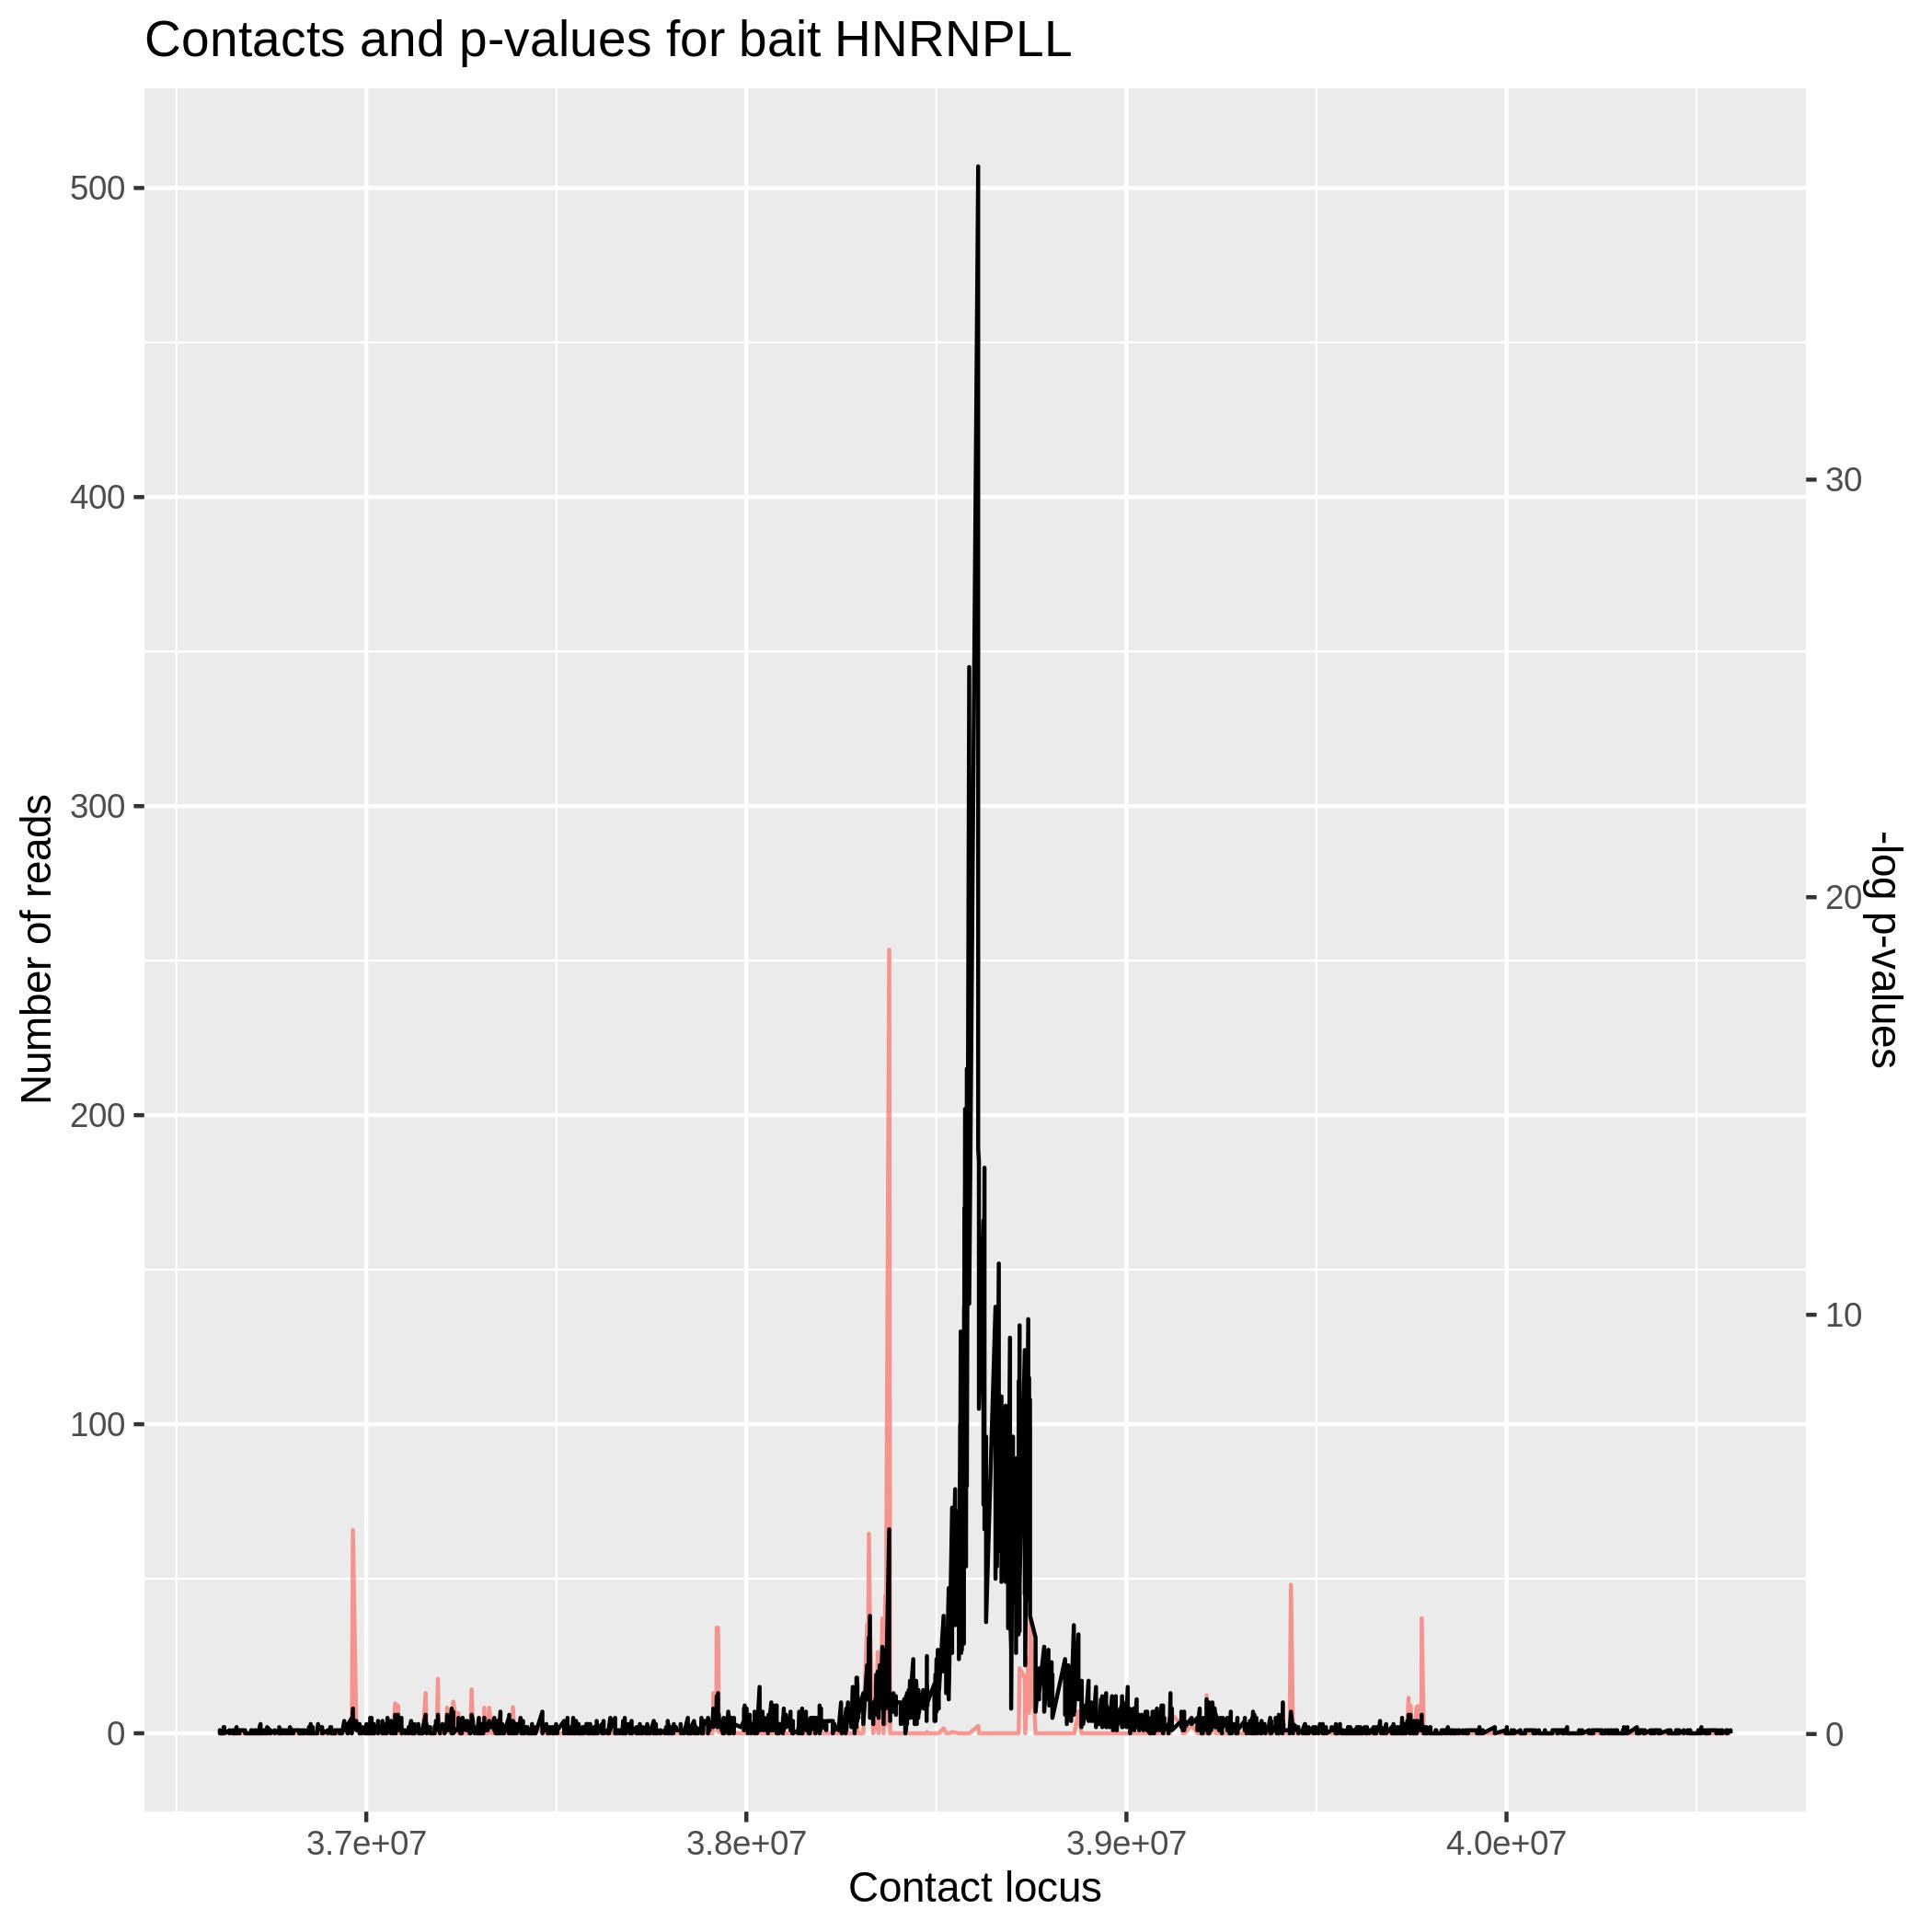 Contacts and p-values for bait HNRNPLL
Number of reads
500
400
300
200
100
0
30
20
10
0
-log p-values
3.7e+07
3.8e+07
3.9e+07
4.0e+07
Contact locus